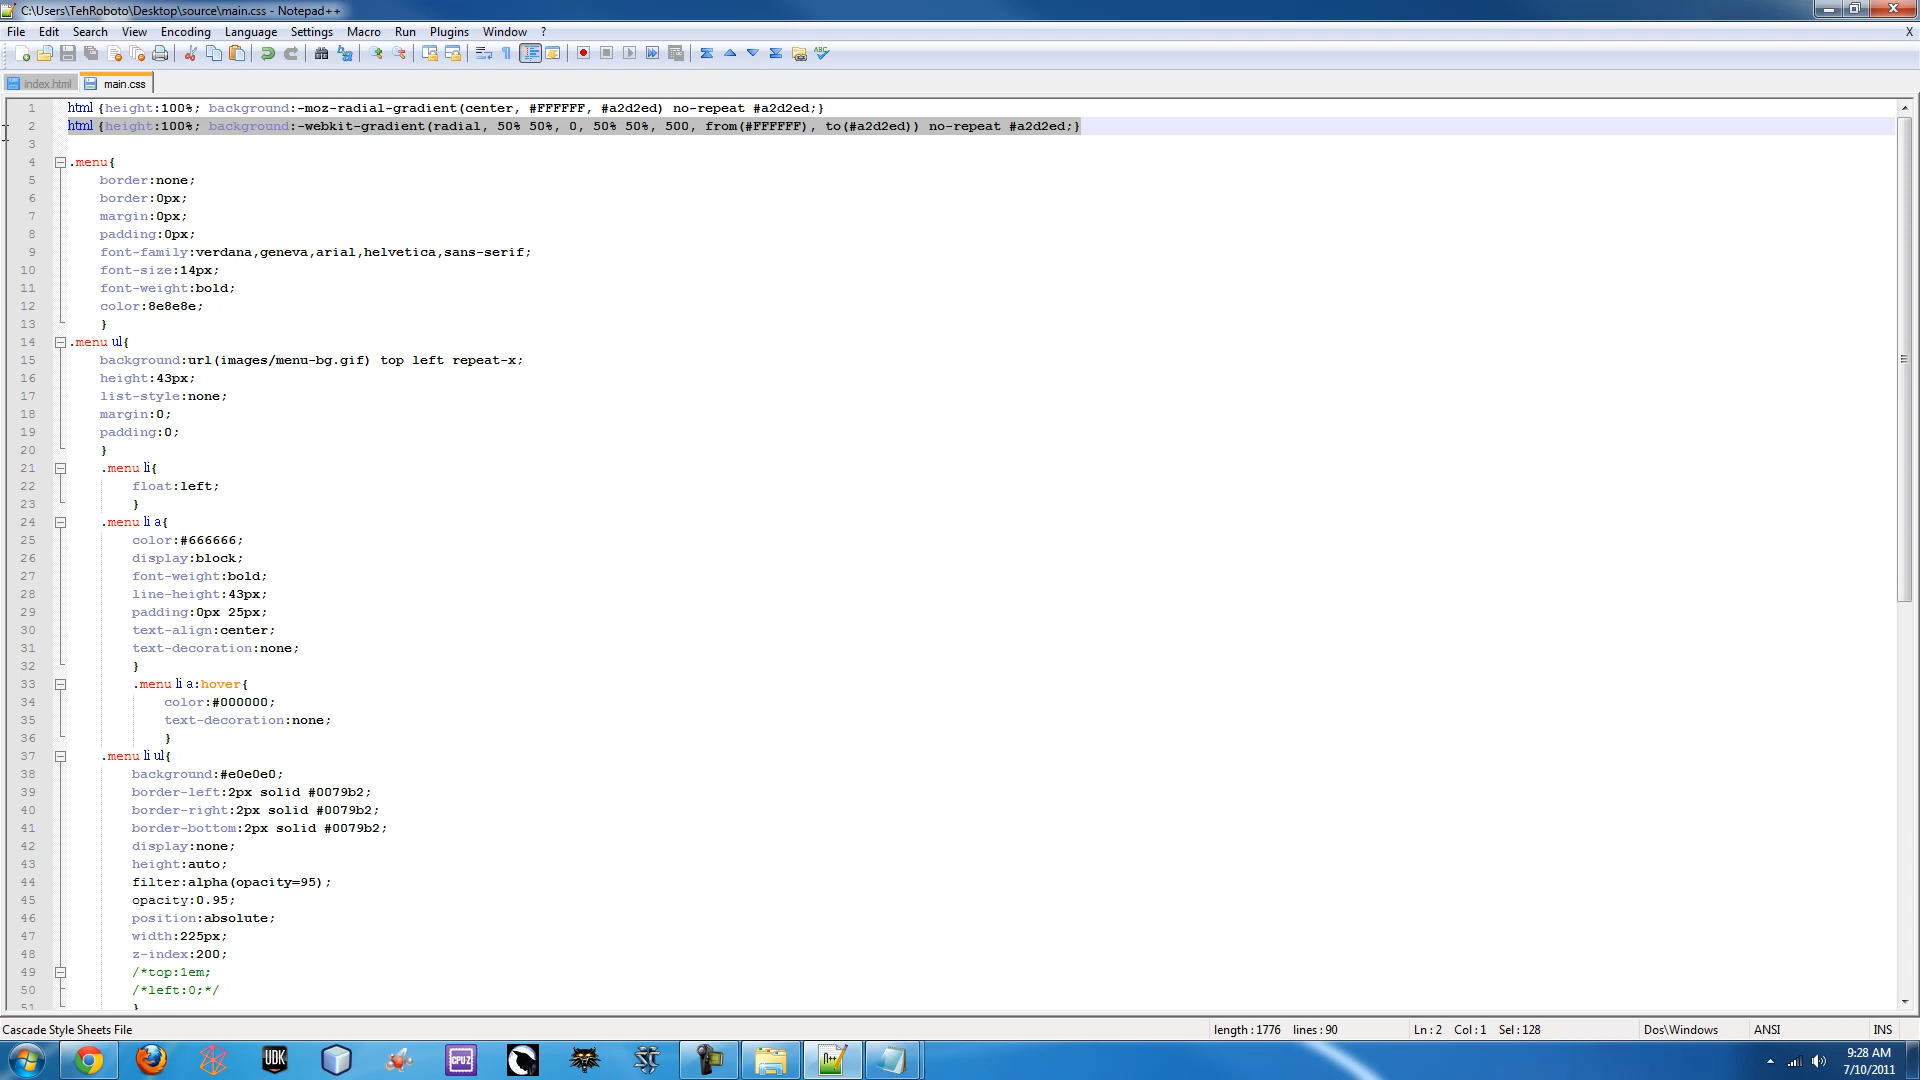 C:\Users\TehRoboto\Desktop\source\main.css - Notepad++
File Edit Search View Encoding Language Settings Macro Run Plugins Window ? X
index.html main.css
1 html {height:100%; background:-moz-radial-gradient(center, #FFFFFF, #a2d2ed) no-repeat #a2d2ed;}
2 html {height:100%; background:-webkit-gradient(radial, 50% 50%, 0, 50% 50%, 500, from(#FFFFFF), to(#a2d2ed)) no-repeat #a2d2ed;}
3
4 .menu{
5 border:none;
6 border:0px;
7 margin:0px;
8 padding:0px;
9 font-family:verdana,geneva,arial,helvetica,sans-serif;
10 font-size:14px;
11 font-weight:bold;
12 color:8e8e8e;
13 }
14 .menu ul{
15 background:url(images/menu-bg.gif) top left repeat-x;
16 height:43px;
17 list-style:none;
18 margin:0;
19 padding:0;
20 }
21 .menu li{
22 float:left;
23 }
24 .menu li a{
25 color:#666666;
26 display:block;
27 font-weight:bold;
28 line-height:43px;
29 padding:0px 25px;
30 text-align:center;
31 text-decoration:none;
32 }
33 .menu li a:hover{
34 color:#000000;
35 text-decoration:none;
36 }
37 .menu li ul{
38 background:#e0e0e0;
39 border-left:2px solid #0079b2;
40 border-right:2px solid #0079b2;
41 border-bottom:2px solid #0079b2;
42 display:none;
43 height:auto;
44 filter:alpha(opacity=95);
45 opacity:0.95;
46 position:absolute;
47 width:225px;
48 z-index:200;
49 /*top:1em;
50 /*left:0;*/
51 }
Cascade Style Sheets File length : 1776 lines : 90 Ln : 2 Col : 1 Sel : 128 Dos\Windows ANSI INS
UDK CPUZ
9:28 AM
7/10/2011